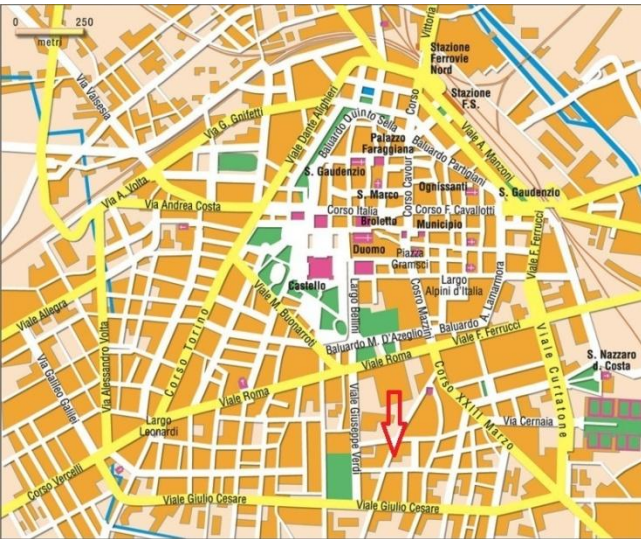 0 250
metri
Vittoria
Stazione
Ferrovie
Nord
Stazione
F.S.
Via Valsesia
Via G. Gnifetti
Viale Dante Alighieri
Baluardo Quinto Sella
Corso
Palazzo
Faraggiana
Baluardo Partigiani
Viale A. Manzoni
S. Gaudenzio
Corso Cavour
Ognissanti
S. Marco
S. Gaudenzio
Via A. Volta
Via Andrea Costa
Corso Italia
Corso F. Cavallotti
Broletto
Municipio
Duomo
Piazza
Gramsci
Viale F. Ferrucci
Castello
Largo
Alpini d'Italia
Largo Bellini
Cosro Mazzini
Baluardo A. Lamarmora
Viale Allegra
Via Alessandro Volta
Corso Torino
Viale M. Buonarroti
Baluardo M. D'Azeglio
Viale F. Ferrucci
Viale Roma
Viale Curtatone
S. Nazzaro
d. Costa
Via Galileo Galilei
Viale Roma
Corso XXIII Marzo
Via Cernaia
Largo
Leonardi
Viale Giuseppe Verdi
Corso Vercelli
Viale Giulio Cesare
Viale Giulio Cesare